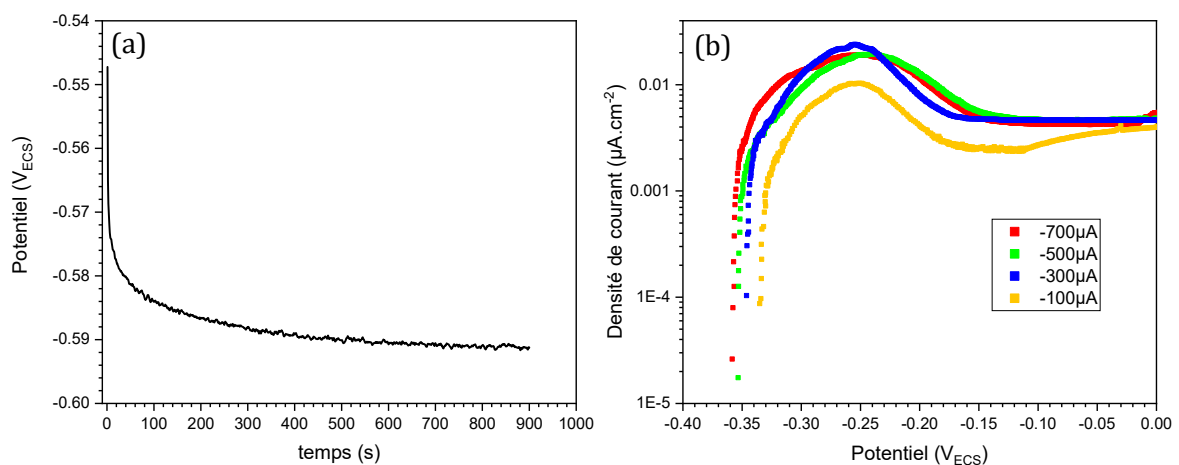 (a)
Potentiel (V_ECS)
-0.54
-0.55
-0.56
-0.57
-0.58
-0.59
-0.60
0 100 200 300 400 500 600 700 800 900 1000
temps (s)
(b)
Densité de courant (µA.cm⁻²)
0.01
0.001
1E-4
1E-5
-700µA
-500µA
-300µA
-100µA
-0.40 -0.35 -0.30 -0.25 -0.20 -0.15 -0.10 -0.05 0.00
Potentiel (V_ECS)